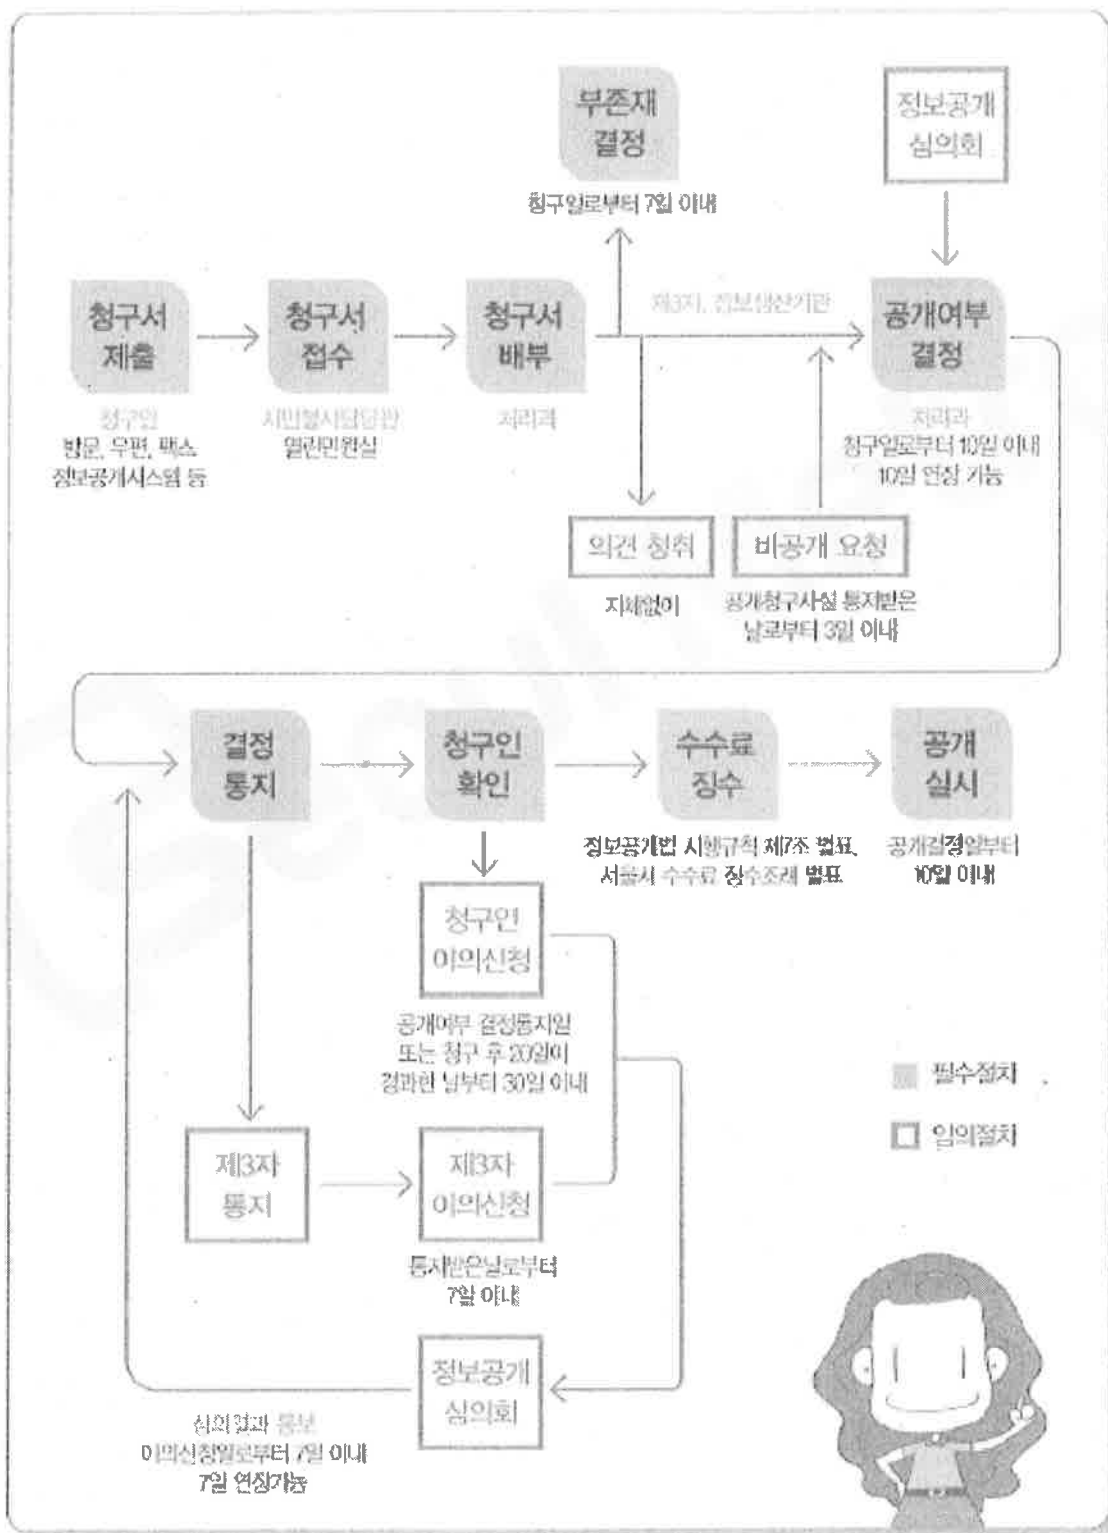 부존재
결정
청구일로부터 7일 이내
정보공개
심의회
청구서
제출
청구인
방문, 우편, 팩스
정보공개시스템 등
청구서
접수
열린민원실
청구서
배부
처리과
제3자, 정보생산기관
공개여부
결정
처리과
청구일로부터 10일 이내
10일 연장 가능
의견 청취
지체없이
비공개 요청
공개청구사실 통지받은
날로부터 3일 이내
결정
통지
청구인
확인
수수료
징수
정보공개법 시행규칙 제7조 별표,
서울시 수수료 징수조례 별표
공개
실시
공개결정일부터
10일 이내
청구인
이의신청
공개여부 결정통지일
또는 청구 후 20일이
경과한 날부터 30일 이내
필수절차
임의절차
제3자
통지
제3자
이의신청
통지받은날로부터
7일 이내
정보공개
심의회
심의결과 통보
이의신청일로부터 7일 이내
7일 연장가능